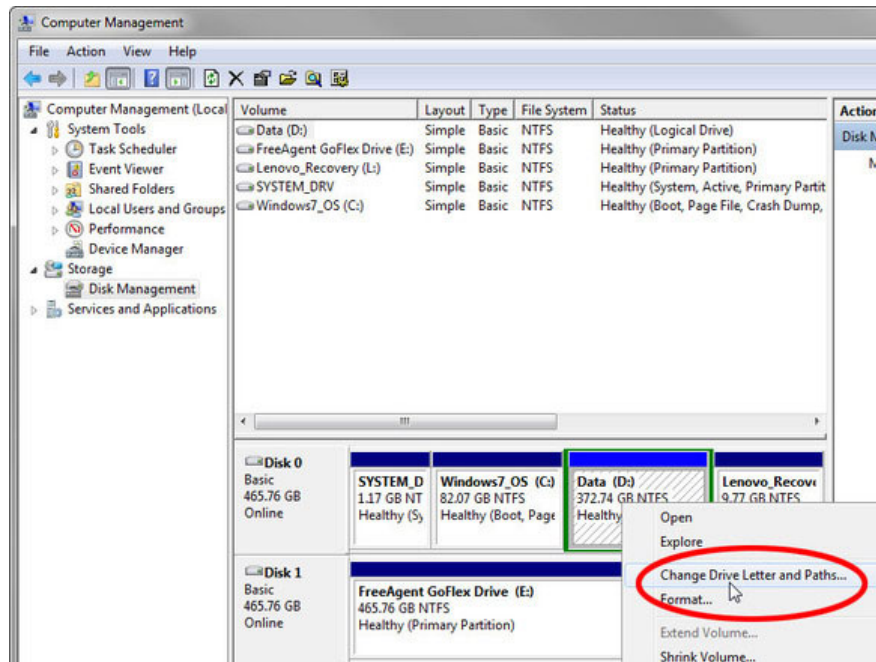 Computer Management
File Action View Help
Computer Management (Local
System Tools
Task Scheduler
Event Viewer
Shared Folders
Local Users and Groups
Performance
Device Manager
Storage
Disk Management
Services and Applications
Volume Layout Type File System Status
Data (D:) Simple Basic NTFS Healthy (Logical Drive)
FreeAgent GoFlex Drive (E:) Simple Basic NTFS Healthy (Primary Partition)
Lenovo_Recovery (L:) Simple Basic NTFS Healthy (Primary Partition)
SYSTEM_DRV Simple Basic NTFS Healthy (System, Active, Primary Partit
Windows7_OS (C:) Simple Basic NTFS Healthy (Boot, Page File, Crash Dump,
Action
Disk M
M
Disk 0
Basic
465.76 GB
Online
SYSTEM_D
1.17 GB NT
Healthy (Sy
Windows7_OS (C:)
82.07 GB NTFS
Healthy (Boot, Page
Data (D:)
372.74 GB NTFS
Healthy
Lenovo_Recove
9.77 GB NTFS
Disk 1
Basic
465.76 GB
Online
FreeAgent GoFlex Drive (E:)
465.76 GB NTFS
Healthy (Primary Partition)
Open
Explore
Change Drive Letter and Paths...
Format...
Extend Volume...
Shrink Volume...